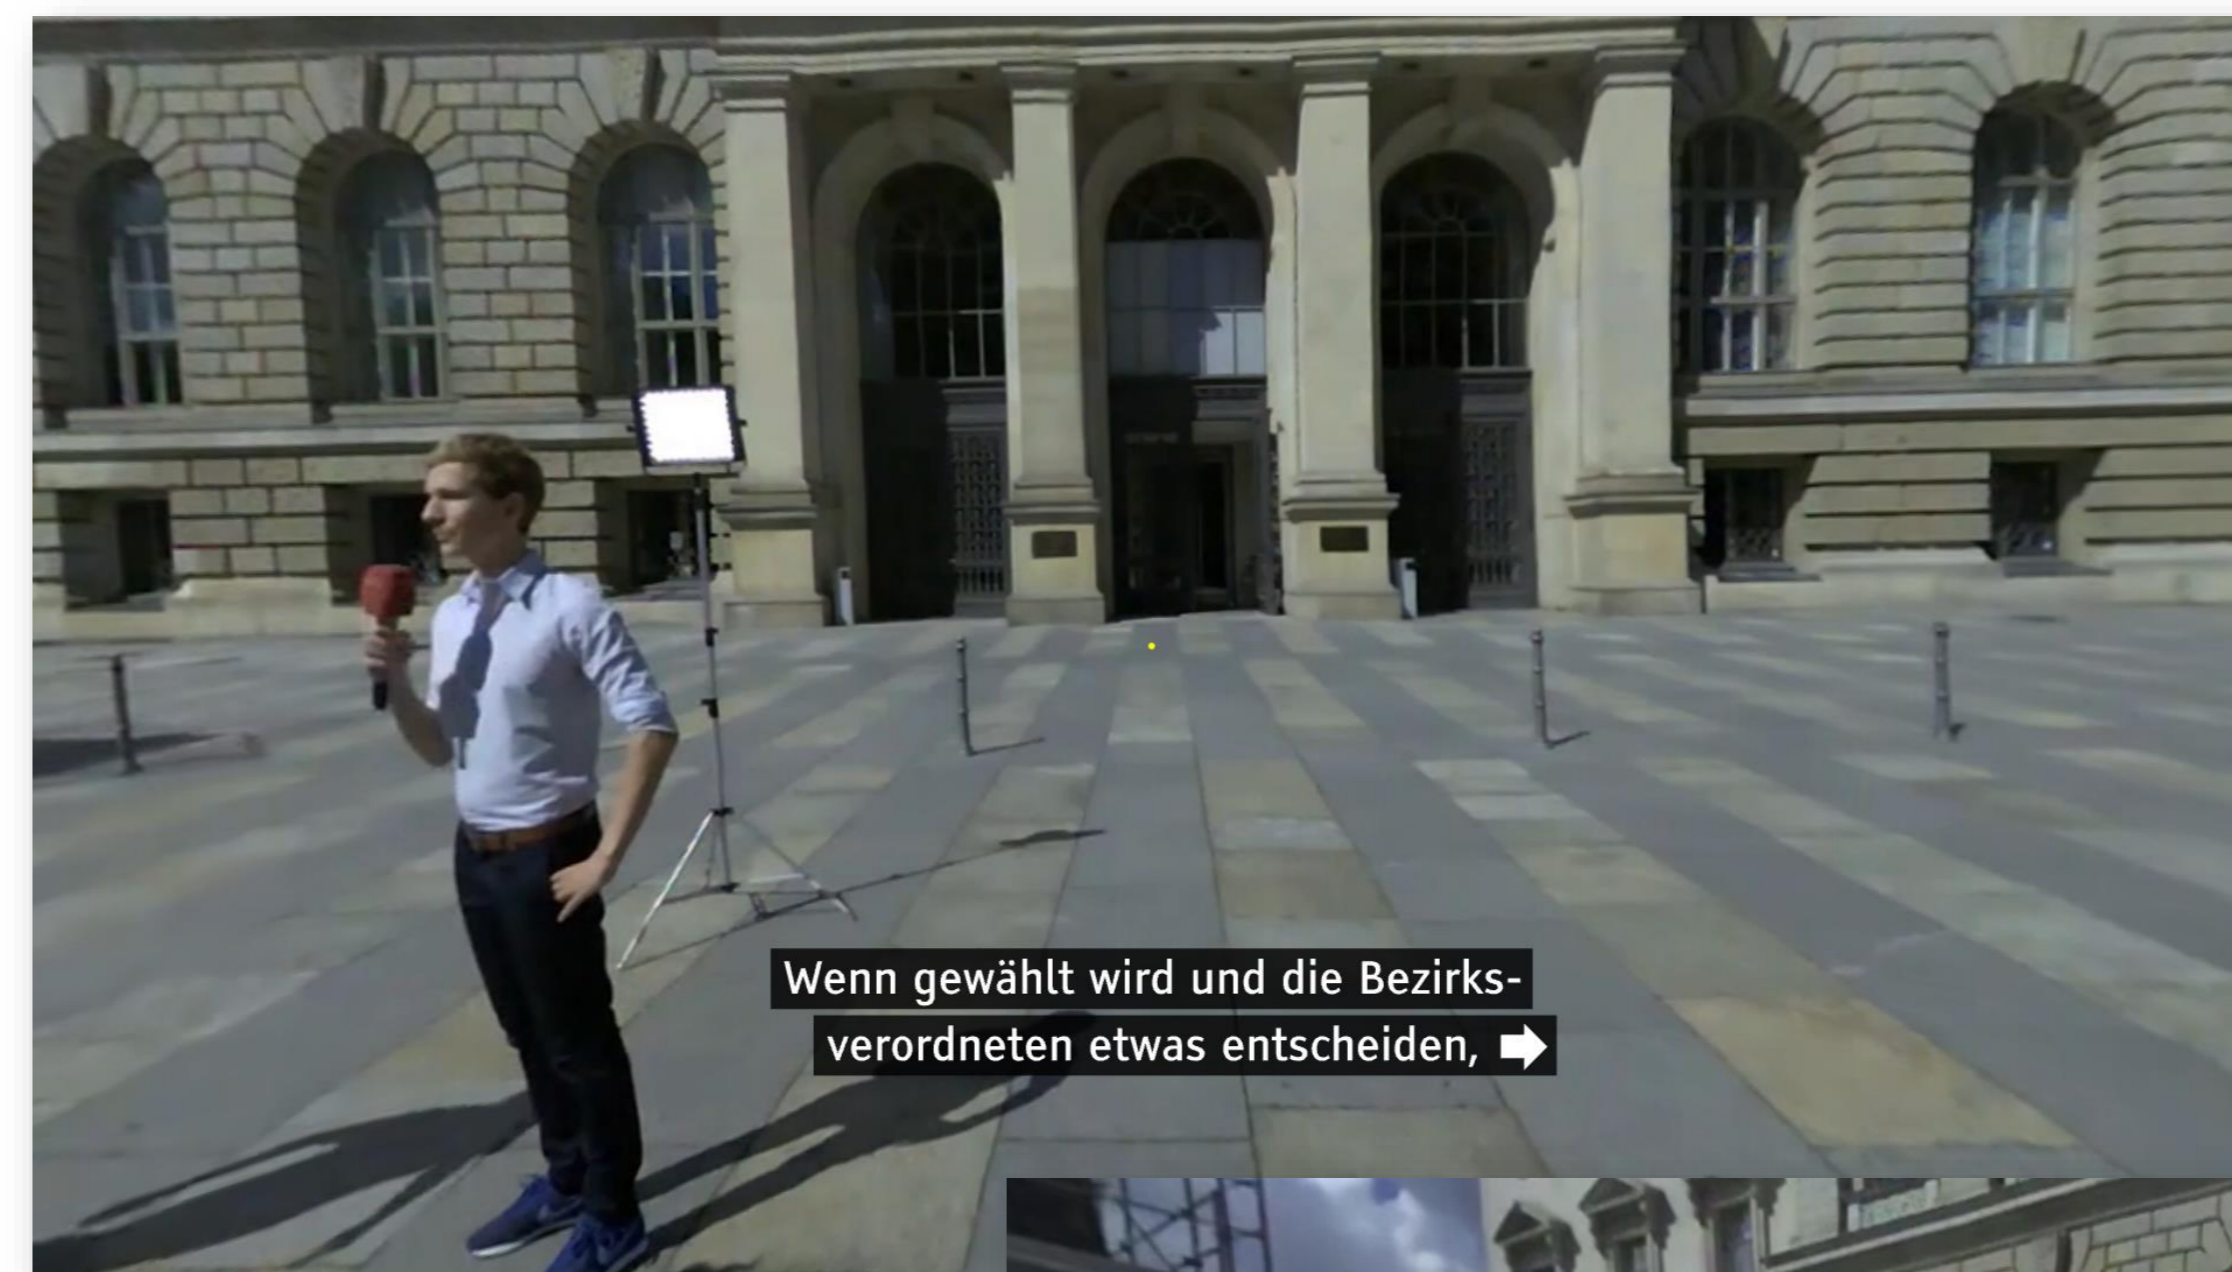 Wenn gewählt wird und die Bezirks-
verordneten etwas entscheiden,